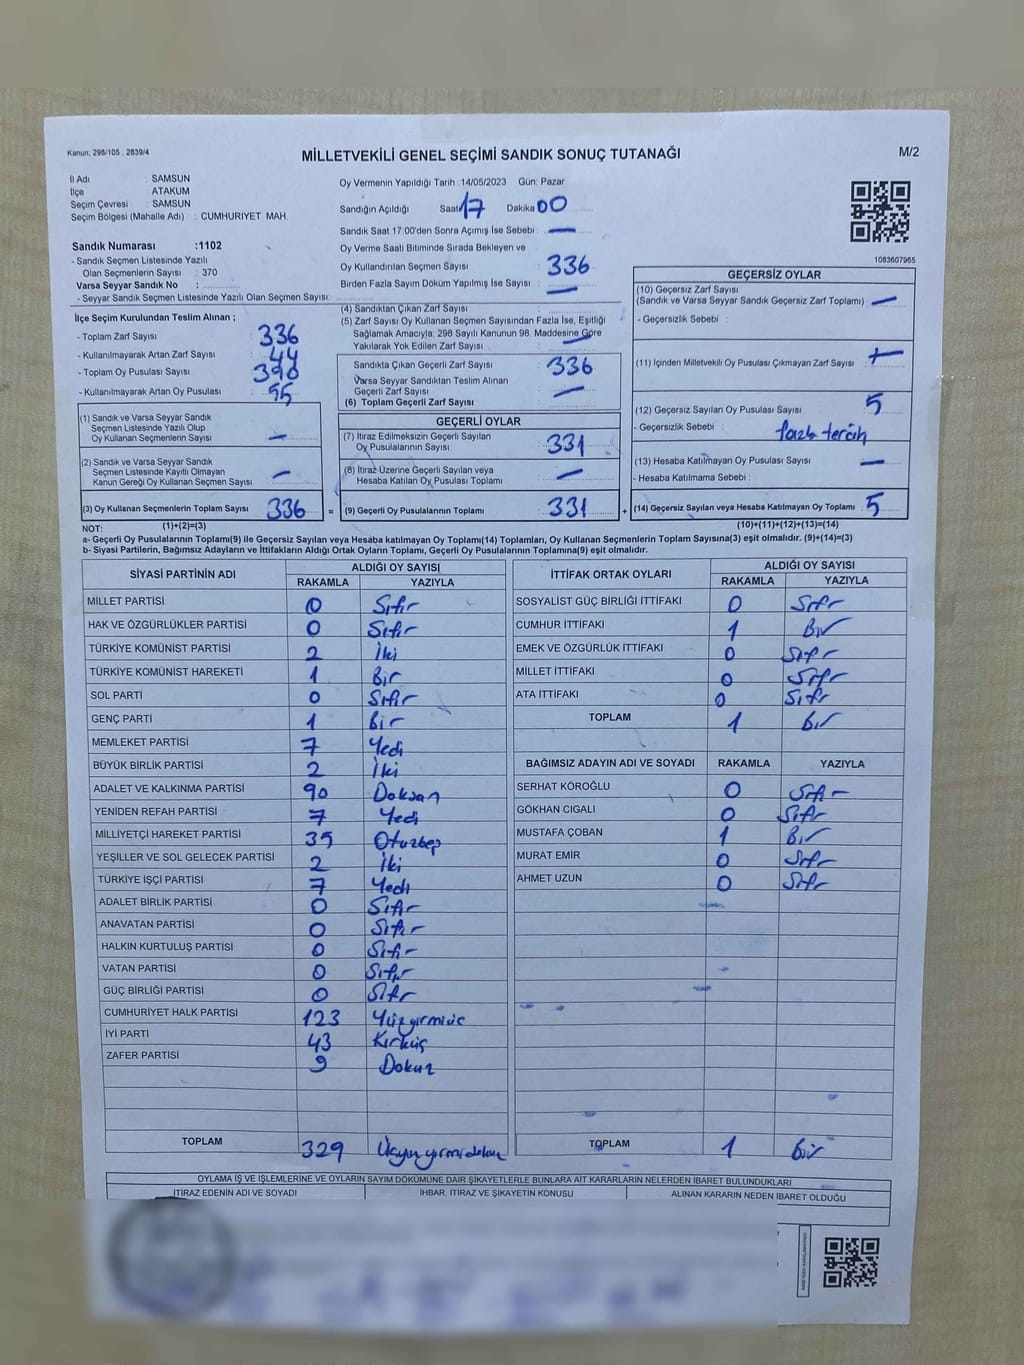 Kanun, 298/105 , 2839/4
MİLLETVEKİLİ GENEL SEÇİMİ SANDIK SONUÇ TUTANAĞI
M/2
İl Adı : SAMSUN
İlçe : ATAKUM
Seçim Çevresi : SAMSUN
Seçim Bölgesi (Mahalle Adı) : CUMHURIYET MAH.
Oy Vermenin Yapıldığı Tarih : 14/05/2023 Gün: Pazar
Sandığın Açıldığı Saat 17 Dakika 00
Sandık Saat 17:00'den Sonra Açımış İse Sebebi : —
Oy Verme Saati Bitiminde Sırada Bekleyen ve
Oy Kullandırılan Seçmen Sayısı : 336
Birden Fazla Sayım Döküm Yapılmış İse Sayısı : —
1083607965
Sandık Numarası :1102
- Sandık Seçmen Listesinde Yazılı
Olan Seçmenlerin Sayısı : 370
Varsa Seyyar Sandık No :
- Seyyar Sandık Seçmen Listesinde Yazılı Olan Seçmen Sayısı:
İlçe Seçim Kurulundan Teslim Alınan ;
- Toplam Zarf Sayısı : 336
- Kullanılmayarak Artan Zarf Sayısı : 44
- Toplam Oy Pusulası Sayısı : 390
- Kullanılmayarak Artan Oy Pusulası : 55
(1) Sandık ve Varsa Seyyar Sandık
Seçmen Listesinde Yazılı Olup
Oy Kullanan Seçmenlerin Sayısı : —
(2) Sandık ve Varsa Seyyar Sandık
Seçmen Listesinde Kayıtlı Olmayan
Kanun Gereği Oy Kullanan Seçmen Sayısı : —
(3) Oy Kullanan Seçmenlerin Toplam Sayısı 336 =
(4) Sandıktan Çıkan Zarf Sayısı :
(5) Zarf Sayısı Oy Kullanan Seçmen Sayısından Fazla İse, Eşitliği
Sağlamak Amacıyla; 298 Sayılı Kanunun 98. Maddesine Göre
Yakılarak Yok Edilen Zarf Sayısı : —
Sandıkta Çıkan Geçerli Zarf Sayısı : 336
Varsa Seyyar Sandıktan Teslim Alınan
Geçerli Zarf Sayısı : —
(6) Toplam Geçerli Zarf Sayısı :
GEÇERLİ OYLAR
(7) İtiraz Edilmeksizin Geçerli Sayılan
Oy Pusulasının Sayısı : 331
(8) İtiraz Üzerine Geçerli Sayılan veya
Hesaba Katılan Oy Pusulası Toplamı : —
(9) Geçerli Oy Pusulalarının Toplamı : 331 +
GEÇERSİZ OYLAR
(10) Geçersiz Zarf Sayısı
(Sandık ve Varsa Seyyar Sandık Geçersiz Zarf Toplamı) : —
- Geçersizlik Sebebi :
(11) İçinden Milletvekili Oy Pusulası Çıkmayan Zarf Sayısı : —
(12) Geçersiz Sayılan Oy Pusulası Sayısı : 5
- Geçersizlik Sebebi : fazla tercih
(13) Hesaba Katılmayan Oy Pusulası Sayısı : —
- Hesaba Katılmama Sebebi :
(14) Geçersiz Sayılan veya Hesaba Katılmayan Oy Toplamı : 5
NOT: (1)+(2)=(3)
(10)+(11)+(12)+(13)=(14)
a- Geçerli Oy Pusulalarının Toplamı(9) ile Geçersiz Sayılan veya Hesaba Katılmayan Oy Toplamı(14) Toplamları, Oy Kullanan Seçmenlerin Toplam Sayısına(3) eşit olmalıdır. (9)+(14)=(3)
b- Siyasi Partilerin, Bağımsız Adayların ve İttifakların Aldığı Ortak Oyların Toplamı, Geçerli Oy Pusulalarının Toplamına(9) eşit olmalıdır.
SİYASİ PARTİNİN ADI ALDIĞI OY SAYISI
RAKAMLA YAZIYLA
MİLLET PARTİSİ 0 Sıfır
HAK VE ÖZGÜRLÜKLER PARTİSİ 0 Sıfır
TÜRKİYE KOMÜNİST PARTİSİ 2 İki
TÜRKİYE KOMÜNİST HAREKETİ 1 Bir
SOL PARTİ 0 Sıfır
GENÇ PARTİ 1 Bir
MEMLEKET PARTİSİ 7 Yedi
BÜYÜK BİRLİK PARTİSİ 2 İki
ADALET VE KALKINMA PARTİSİ 90 Doksan
YENİDEN REFAH PARTİSİ 7 Yedi
MİLLİYETÇİ HAREKET PARTİSİ 35 Otuzbeş
YEŞİLLER VE SOL GELECEK PARTİSİ 2 İki
TÜRKİYE İŞÇİ PARTİSİ 7 Yedi
ADALET BİRLİK PARTİSİ 0 Sıfır
ANAVATAN PARTİSİ 0 Sıfır
HALKIN KURTULUŞ PARTİSİ 0 Sıfır
VATAN PARTİSİ 0 Sıfır
GÜÇ BİRLİĞİ PARTİSİ 0 Sıfır
CUMHURİYET HALK PARTİSİ 123 Yüzyirmiüç
İYİ PARTİ 43 Kırküç
ZAFER PARTİSİ 9 Dokuz
TOPLAM 329 Üçyüzyirmidokuz
İTTİFAK ORTAK OYLARI ALDIĞI OY SAYISI
RAKAMLA YAZIYLA
SOSYALİST GÜÇ BİRLİĞİ İTTİFAKI 0 Sıfır
CUMHUR İTTİFAKI 1 Bir
EMEK VE ÖZGÜRLÜK İTTİFAKI 0 Sıfır
MİLLET İTTİFAKI 0 Sıfır
ATA İTTİFAKI 0 Sıfır
TOPLAM 1 Bir
BAĞIMSIZ ADAYIN ADI VE SOYADI RAKAMLA YAZIYLA
SERHAT KÖROĞLU 0 Sıfır
GÖKHAN CIGALI 0 Sıfır
MUSTAFA ÇOBAN 1 Bir
MURAT EMİR 0 Sıfır
AHMET UZUN 0 Sıfır
TOPLAM 1 Bir
OYLAMA İŞ VE İŞLEMLERİNE VE OYLARIN SAYIM DÖKÜMÜNE DAİR ŞİKAYETLERLE BUNLARA AİT KARARLARIN NELERDEN İBARET BULUNDUKLARI
İTİRAZ EDENİN ADI VE SOYADI İHBAR, İTİRAZ VE ŞİKAYETİN KONUSU ALINAN KARARIN NEDEN İBARET OLDUĞU